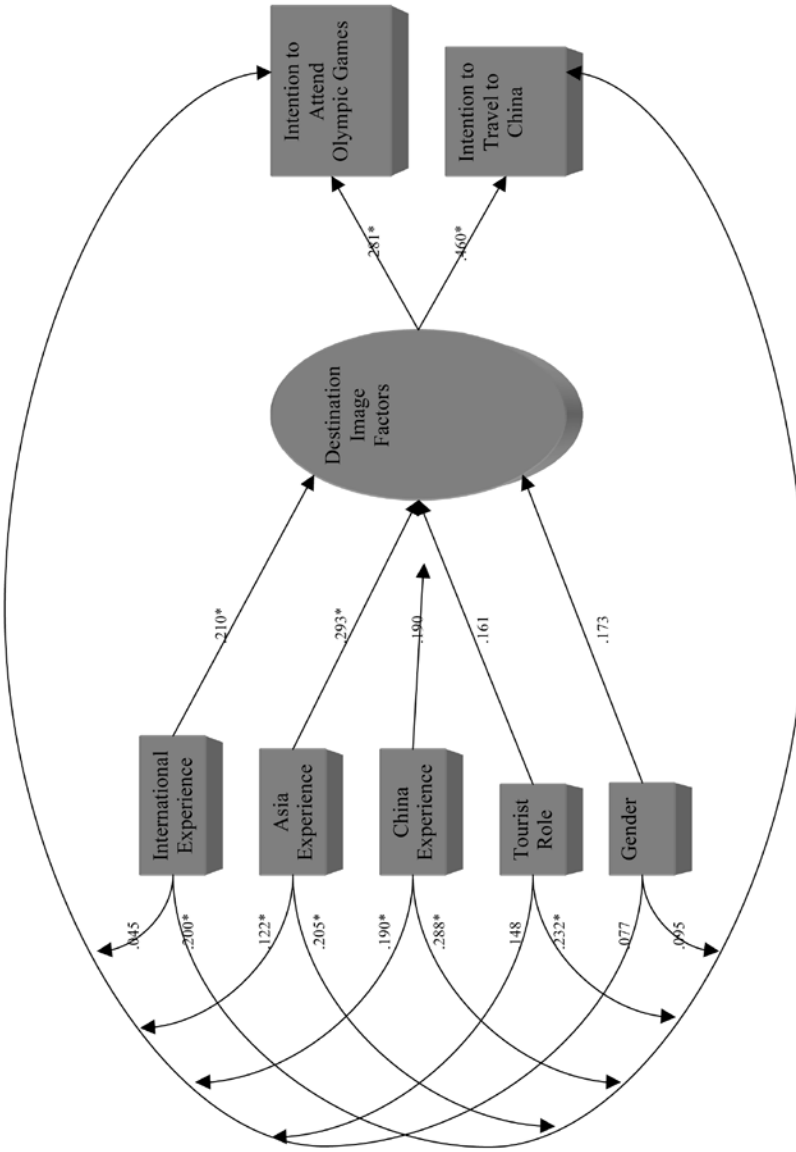 International
Experience
Asia
Experience
China
Experience
Tourist
Role
Gender
.045
.200*
.122*
.205*
.190*
.288*
148
.232*
.077
.095
.210*
.293*
.190
.161
.173
Destination
Image
Factors
.281*
.460*
Intention to
Attend
Olympic Games
Intention to
Travel to
China